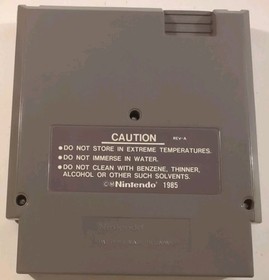 CAUTION REV-A
• DO NOT STORE IN EXTREME TEMPERATURES.
• DO NOT IMMERSE IN WATER.
• DO NOT CLEAN WITH BENZENE, THINNER,
ALCOHOL OR OTHER SUCH SOLVENTS.
©Nintendo 1985